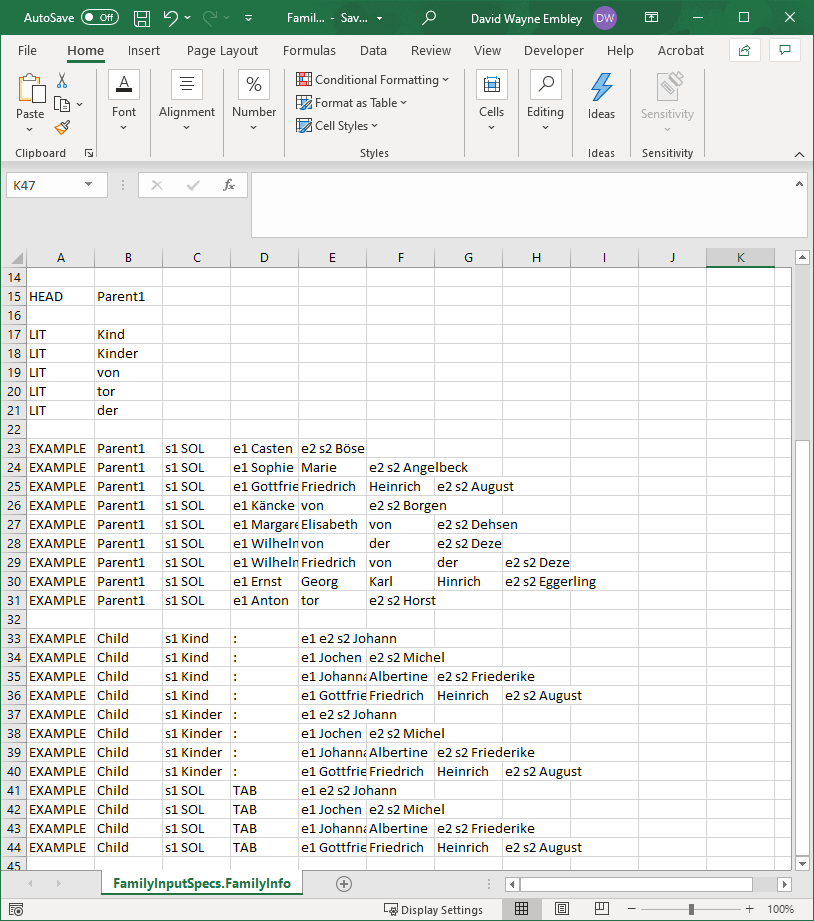 AutoSave Off Famil... - Sav... David Wayne Embley DW
File Home Insert Page Layout Formulas Data Review View Developer Help Acrobat
Paste Font Alignment Number Conditional Formatting Format as Table Cell Styles Cells Editing Ideas Sensitivity
Clipboard Styles Ideas Sensitivity
K47 fx
A B C D E F G H I J K
14
15 HEAD Parent1
16
17 LIT Kind
18 LIT Kinder
19 LIT von
20 LIT tor
21 LIT der
22
23 EXAMPLE Parent1 s1 SOL e1 Casten e2 s2 Böse
24 EXAMPLE Parent1 s1 SOL e1 Sophie Marie e2 s2 Angelbeck
25 EXAMPLE Parent1 s1 SOL e1 Gottfrie Friedrich Heinrich e2 s2 August
26 EXAMPLE Parent1 s1 SOL e1 Käncke von e2 s2 Borgen
27 EXAMPLE Parent1 s1 SOL e1 Margare Elisabeth von e2 s2 Dehsen
28 EXAMPLE Parent1 s1 SOL e1 Wilhelm von der e2 s2 Deze
29 EXAMPLE Parent1 s1 SOL e1 Wilhelm Friedrich von der e2 s2 Deze
30 EXAMPLE Parent1 s1 SOL e1 Ernst Georg Karl Hinrich e2 s2 Eggerling
31 EXAMPLE Parent1 s1 SOL e1 Anton tor e2 s2 Horst
32
33 EXAMPLE Child s1 Kind : e1 e2 s2 Johann
34 EXAMPLE Child s1 Kind : e1 Jochen e2 s2 Michel
35 EXAMPLE Child s1 Kind : e1 Johanna Albertine e2 s2 Friederike
36 EXAMPLE Child s1 Kind : e1 Gottfrie Friedrich Heinrich e2 s2 August
37 EXAMPLE Child s1 Kinder : e1 e2 s2 Johann
38 EXAMPLE Child s1 Kinder : e1 Jochen e2 s2 Michel
39 EXAMPLE Child s1 Kinder : e1 Johanna Albertine e2 s2 Friederike
40 EXAMPLE Child s1 Kinder : e1 Gottfrie Friedrich Heinrich e2 s2 August
41 EXAMPLE Child s1 SOL TAB e1 e2 s2 Johann
42 EXAMPLE Child s1 SOL TAB e1 Jochen e2 s2 Michel
43 EXAMPLE Child s1 SOL TAB e1 Johanna Albertine e2 s2 Friederike
44 EXAMPLE Child s1 SOL TAB e1 Gottfrie Friedrich Heinrich e2 s2 August
45
FamilyInputSpecs.FamilyInfo
Display Settings 100%